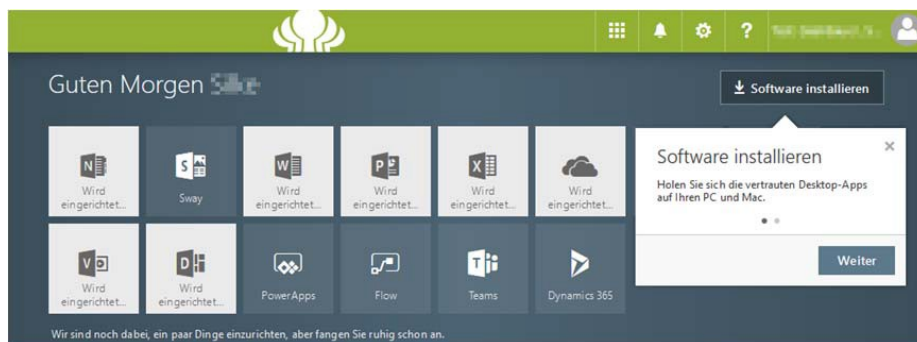 ?
Guten Morgen
Software installieren
N
Wird
eingerichtet...
S
Sway
W
Wird
eingerichtet...
P
Wird
eingerichtet...
X
Wird
eingerichtet...
Wird
eingerichtet...
Software installieren
Holen Sie sich die vertrauten Desktop-Apps
auf Ihren PC und Mac.
Weiter
V
Wird
eingerichtet...
D
Wird
eingerichtet...
PowerApps
Flow
T
Teams
Dynamics 365
Wir sind noch dabei, ein paar Dinge einzurichten, aber fangen Sie ruhig schon an.